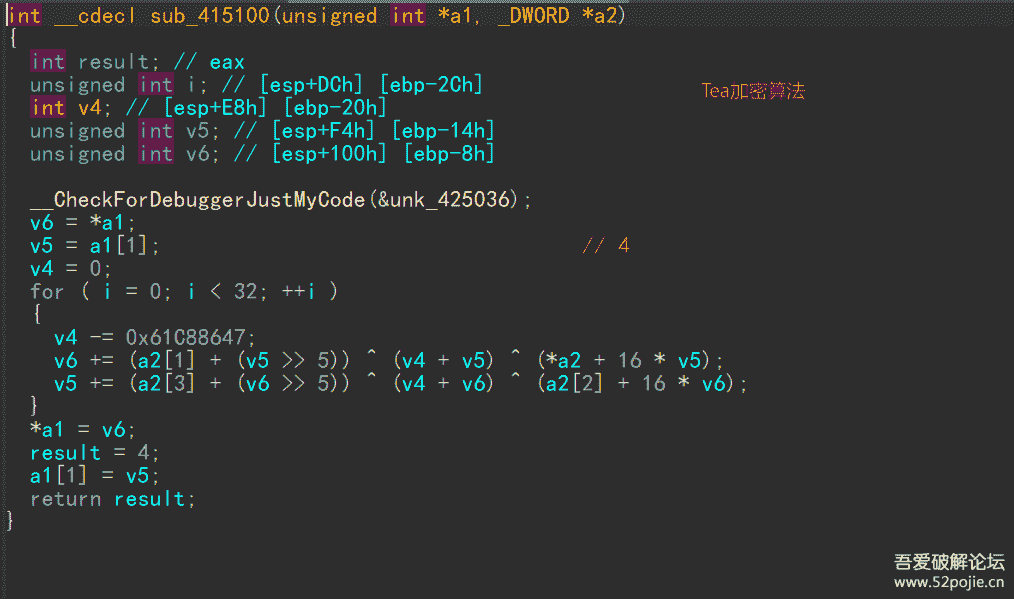 int __cdecl sub_415100(unsigned int *a1, _DWORD *a2)
{
int result; // eax
unsigned int i; // [esp+DCh] [ebp-2Ch]
Tea加密算法
int v4; // [esp+E8h] [ebp-20h]
unsigned int v5; // [esp+F4h] [ebp-14h]
unsigned int v6; // [esp+100h] [ebp-8h]
__CheckForDebuggerJustMyCode(&unk_425036);
v6 = *a1;
v5 = a1[1]; // 4
v4 = 0;
for ( i = 0; i < 32; ++i )
{
v4 -= 0x61C88647;
v6 += (a2[1] + (v5 >> 5)) ^ (v4 + v5) ^ (*a2 + 16 * v5);
v5 += (a2[3] + (v6 >> 5)) ^ (v4 + v6) ^ (a2[2] + 16 * v6);
}
*a1 = v6;
result = 4;
a1[1] = v5;
return result;
}
吾爱破解论坛
www.52pojie.cn